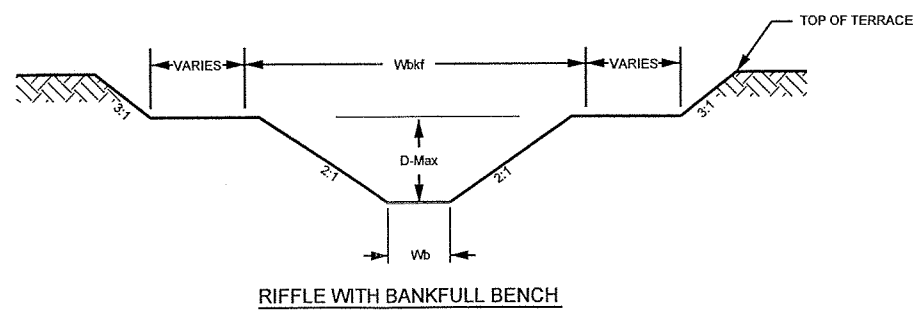 TOP OF TERRACE
VARIES
Wbkf
VARIES
3:1
3:1
D-Max
2:1
2:1
Wb
RIFFLE WITH BANKFULL BENCH